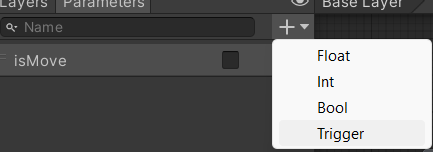 Layers Parameters Base Layer
Name
isMove
Float
Int
Bool
Trigger